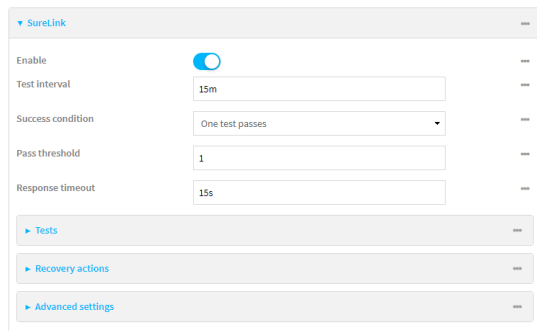 SureLink
Enable
Test interval 15m
Success condition One test passes
Pass threshold 1
Response timeout 15s
Tests
Recovery actions
Advanced settings